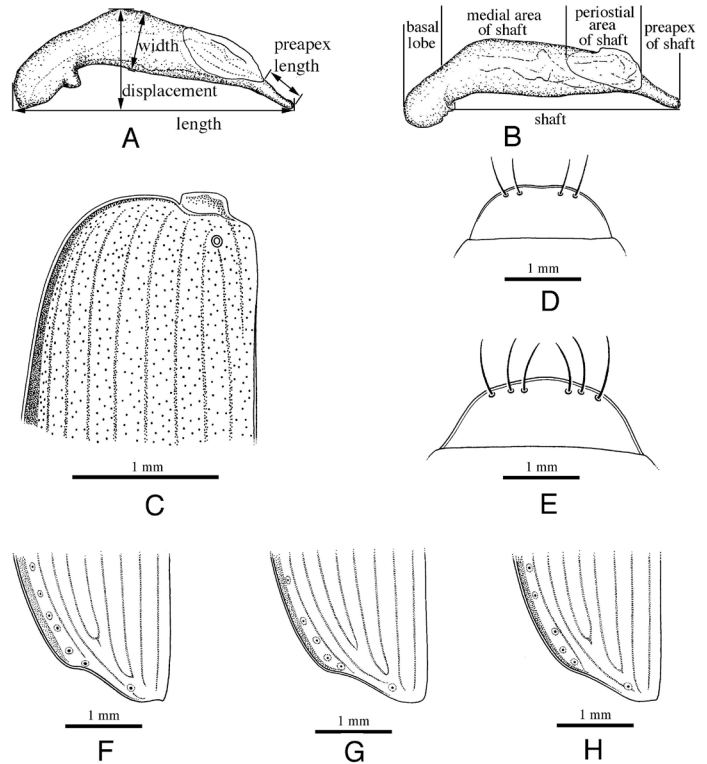 width
preapex
length
displacement
length
A
basal
lobe
medial area
of shaft
periostial
area
of shaft
preapex
of shaft
shaft
B
1 mm
C
1 mm
D
1 mm
E
1 mm
F
1 mm
G
1 mm
H